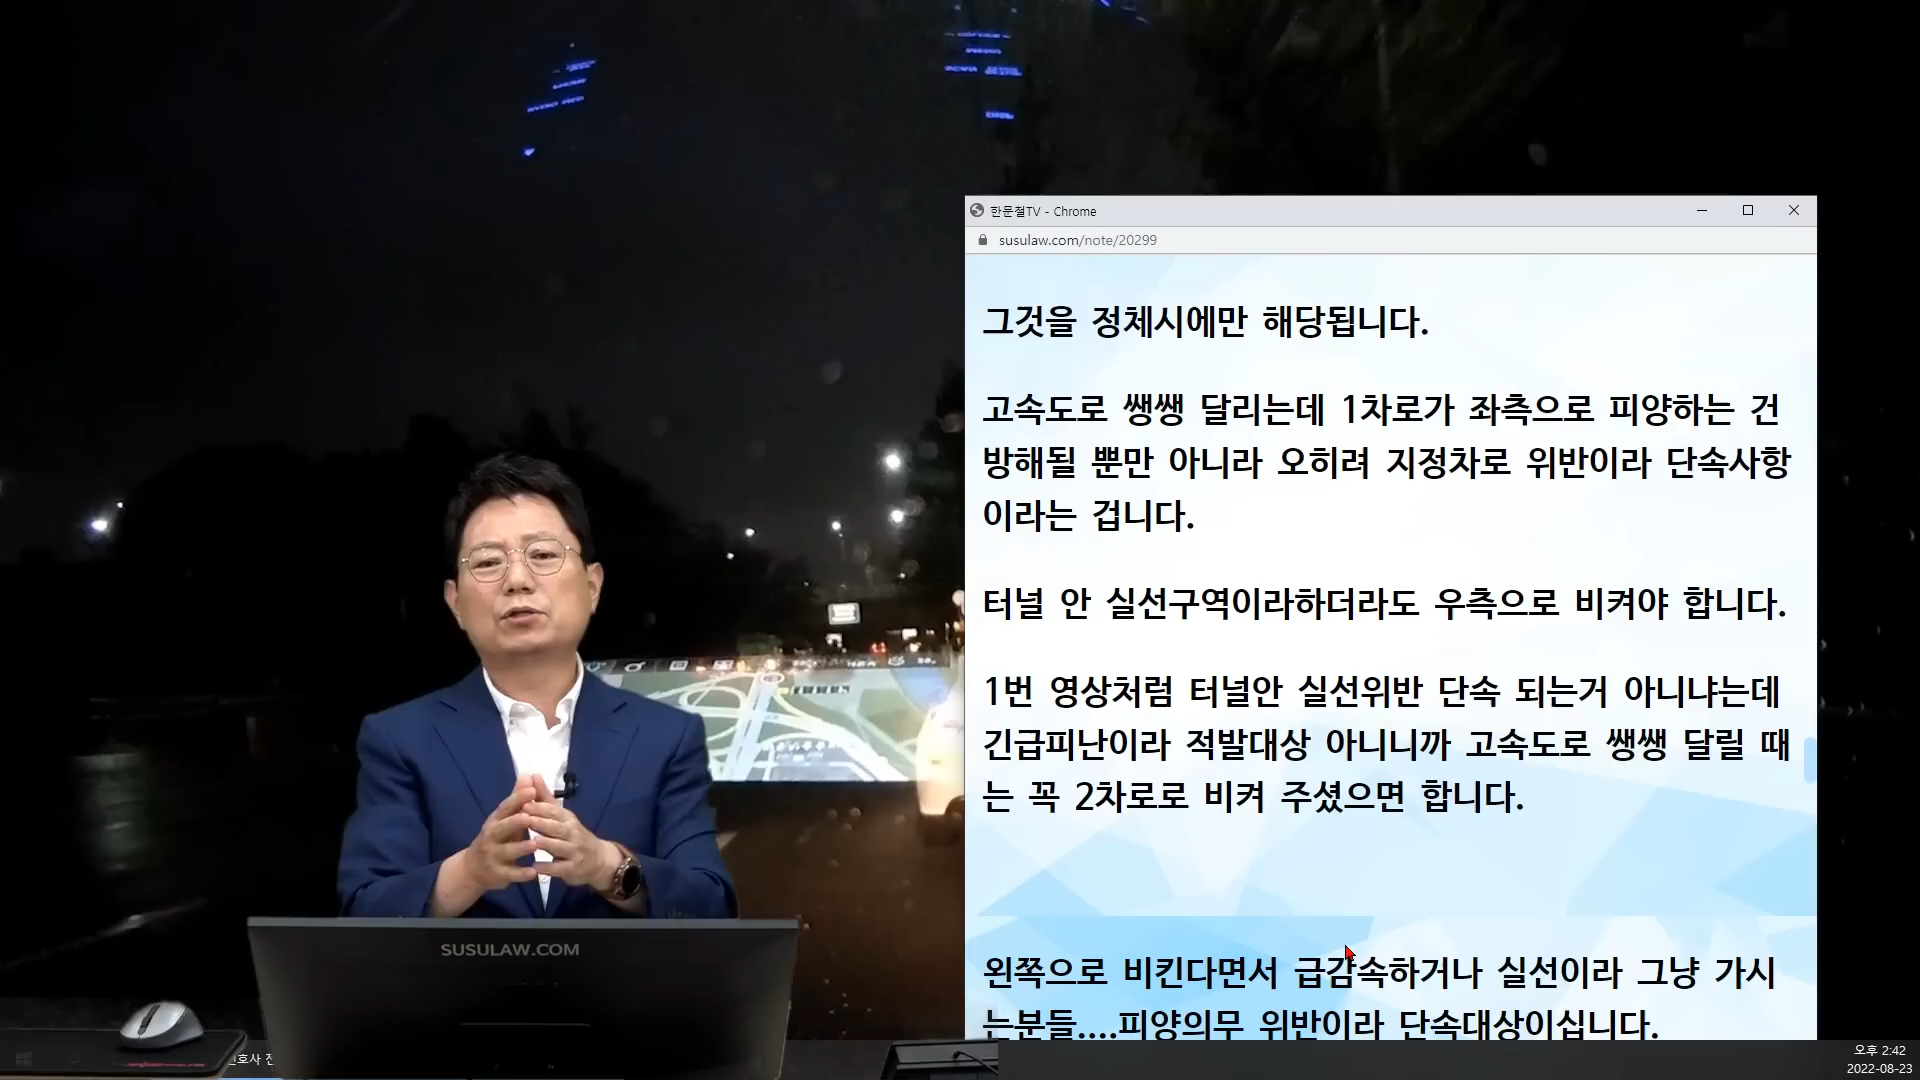 한문철TV - Chrome
susulaw.com/note/20299
그것을 정체시에만 해당됩니다.
고속도로 쌩쌩 달리는데 1차로가 좌측으로 피양하는 건
방해될 뿐만 아니라 오히려 지정차로 위반이라 단속사항
이라는 겁니다.
터널 안 실선구역이라하더라도 우측으로 비켜야 합니다.
1번 영상처럼 터널안 실선위반 단속 되는거 아니냐는데
긴급피난이라 적발대상 아니니까 고속도로 쌩쌩 달릴 때
는 꼭 2차로로 비켜 주셨으면 합니다.
왼쪽으로 비킨다면서 급감속하거나 실선이라 그냥 가시
는분들....피양의무 위반이라 단속대상이십니다.
SUSULAW.COM
오후 2:42
2022-08-23